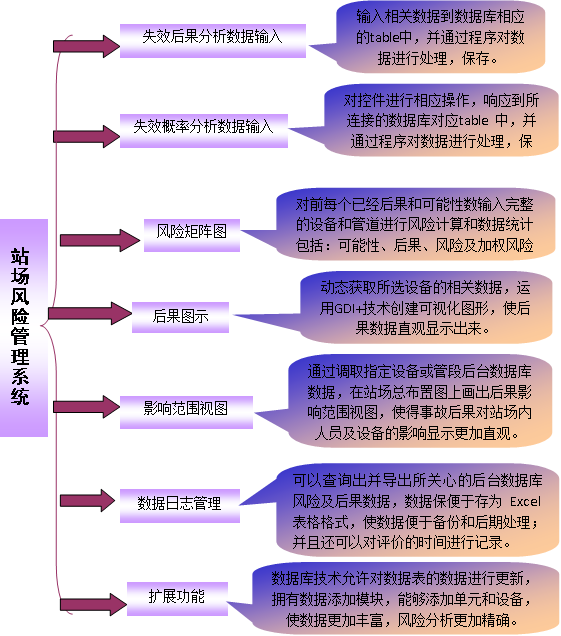 站场风险管理系统
失效后果分析数据输入
输入相关数据到数据库相应
的table中，并通过程序对数
据进行处理，保存。
失效概率分析数据输入
对控件进行相应操作，响应到所
连接的数据库对应table 中，并
通过程序对数据进行处理，保
风险矩阵图
对前每个已经后果和可能性数输入完整
的设备和管道进行风险计算和数据统计
包括：可能性、后果、风险及加权风险
后果图示
动态获取所选设备的相关数据，运
用GDI+技术创建可视化图形，使后
果数据直观显示出来。
影响范围视图
通过调取指定设备或管段后台数据库
数据，在站场总布置图上画出后果影
响范围视图，使得事故后果对站场内
人员及设备的影响显示更加直观。
数据日志管理
可以查询出并导出所关心的后台数据库
风险及后果数据，数据保便于存为 Excel
表格格式，使数据便于备份和后期处理；
并且还可以对评价的时间进行记录。
扩展功能
数据库技术允许对数据表的数据进行更新，
拥有数据添加模块，能够添加单元和设备，
使数据更加丰富，风险分析更加精确。